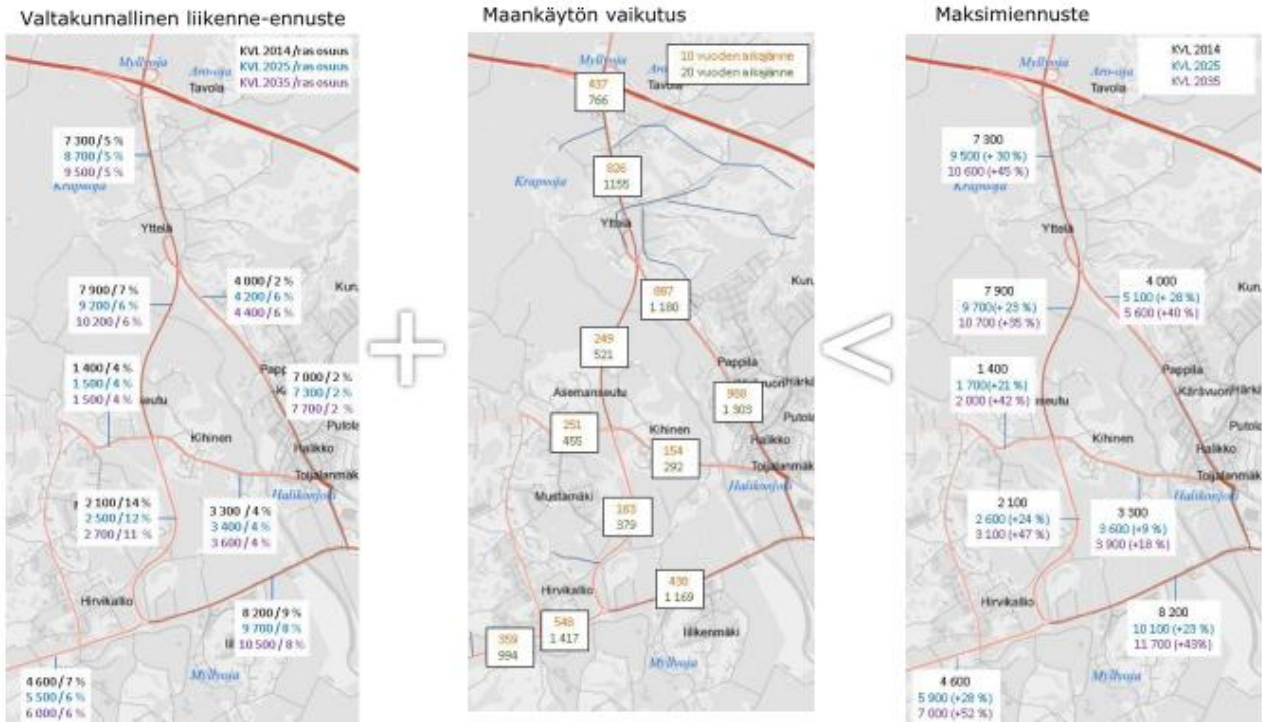 Valtakunnallinen liikenne-ennuste
KVL 2014/ras osuus
KVL 2025/ras osuus
KVL 2035/ras osuus
Myllyoja
Aro-oja
Tavola
7 300/5 %
8 700/5 %
9 500/5 %
Krapuoja
Yttelä
4 000/2 %
4 200/6 %
4 400/6 %
7 900/7 %
9 200/6 %
10 200/6 %
1 400/4 %
1 500/4 %
1 500/4 %
7 000/2 %
7 300/2 %
7 700/2 %
Kihinen
Halikko
Toijalanmäk
Halikonjoki
2 100/14 %
2 500/12 %
2 700/11 %
3 300 /4 %
3 400/4 %
3 600/4 %
Hirvikallio
8 200/9 %
9 700/8 %
10 500/8 %
Myllyoja
4 600/7 %
5 500/6 %
6 000/6 %
+
Maankäytön vaikutus
10 vuoden aikajänne
20 vuoden aikajänne
Myllyoja
Tavola
437
766
826
1155
Krapuoja
Yttelä
1 180
249
521
Pappila
Asemanseutu
1 303
251
455
Kihinen
154
292
Halikko
Toijalanmäk
Halikonjoki
Mustamäki
379
Hirvikallio
1 169
548
1 417
359
994
Myllyoja
<
Maksimiennuste
KVL 2014
KVL 2025
KVL 2035
Myllyoja
Aro-oja
Tavola
7 300
9 500 (+ 30 %)
10 600 (+45 %)
Krapuoja
Yttelä
4 000
5 100 (+ 28 %)
5 600 (+40 %)
7 900
9 700(+ 23 %)
10 700 (+35 %)
1 400
1 700(+21 %)
2 000 (+42 %)
Pappila
Kärävuori
Kihinen
Halikko
Toijalanmäk
Halikonjoki
2 100
2 600 (+24 %)
3 100 (+47 %)
3 300
3 600 (+9 %)
3 900 (+18 %)
Hirvikallio
8 200
10 100 (+23 %)
11 700 (+43%)
Myllyoja
4 600
5 900 (+28 %)
7 000 (+52 %)